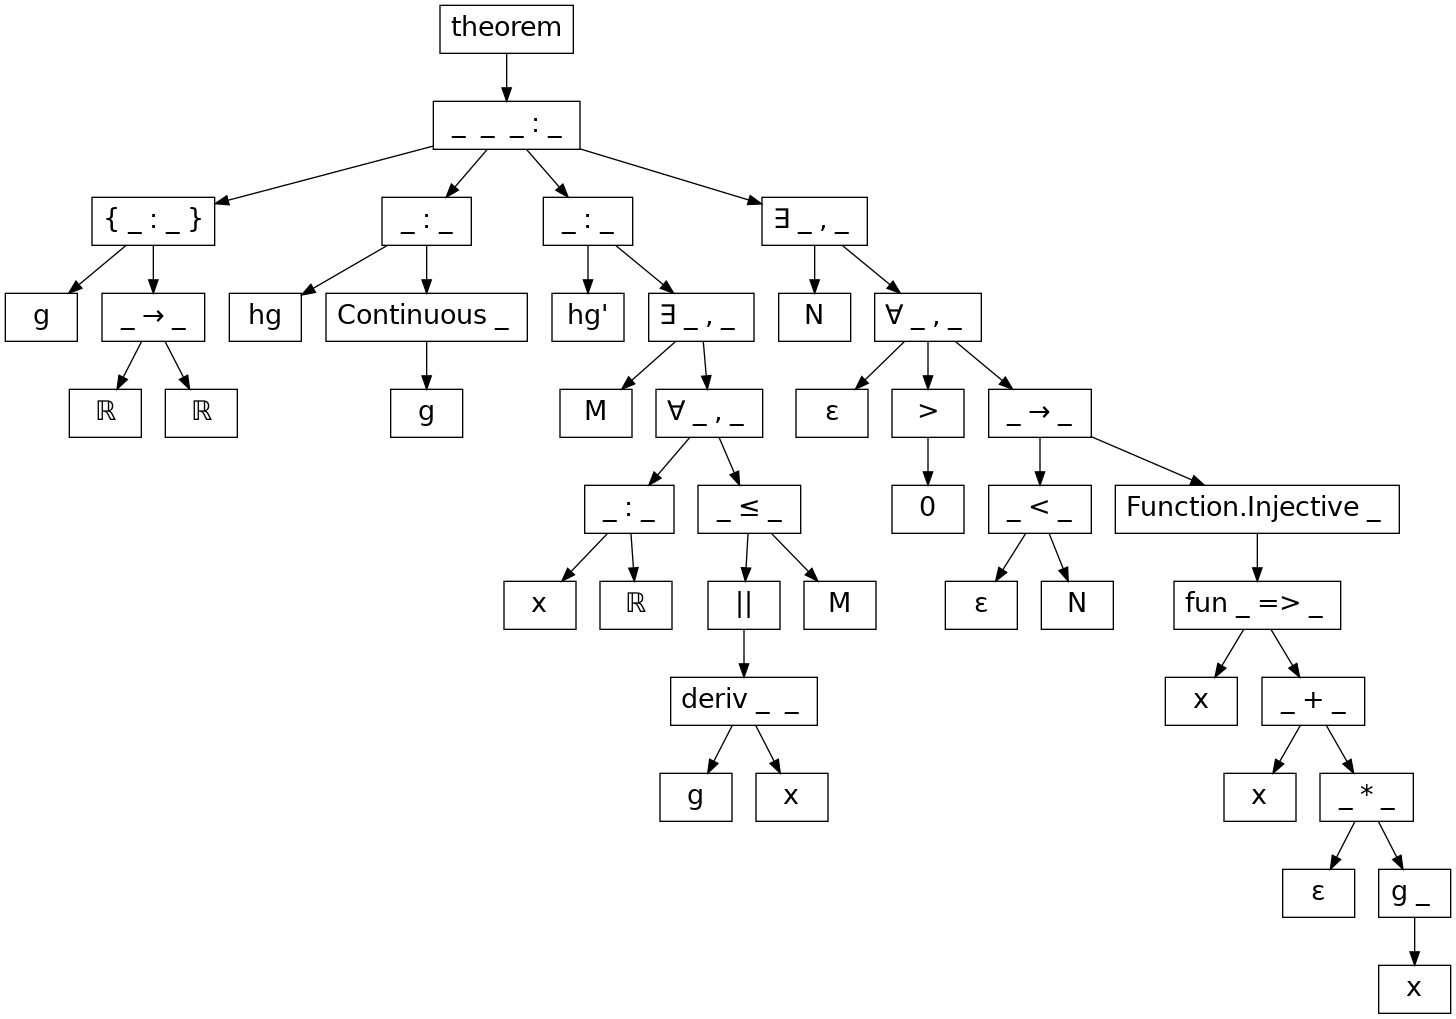 theorem
_ _ _ : _
{ _ : _ } _ : _ _ : _ ∃ _ , _
g _ → _ hg Continuous _ hg' ∃ _ , _ N ∀ _ , _
ℝ ℝ g M ∀ _ , _ ε > _ → _
_ : _ _ ≤ _ 0 _ < _ Function.Injective _
x ℝ || M ε N fun _ => _
deriv _ _ x _ + _
g x x _ * _
ε g _
x